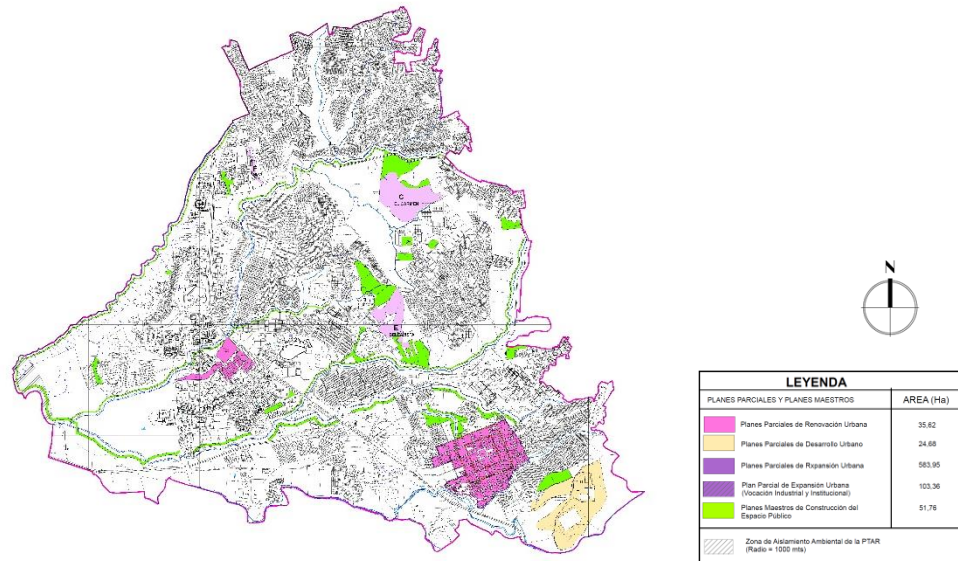 C
E
N
LEYENDA
PLANES PARCIALES Y PLANES MAESTROS AREA (Ha)
Planes Parciales de Renovación Urbana 35,62
Planes Parciales de Desarrollo Urbano 24,68
Planes Parciales de Rxpansión Urbana 583,95
Plan Parcial de Expansión Urbana
(Vocación Industrial y Institucional) 103,36
Planes Maestros de Construcción del
Espacio Público 51,76
Zona de Aislamiento Ambiental de la PTAR
(Radio = 1000 mts)